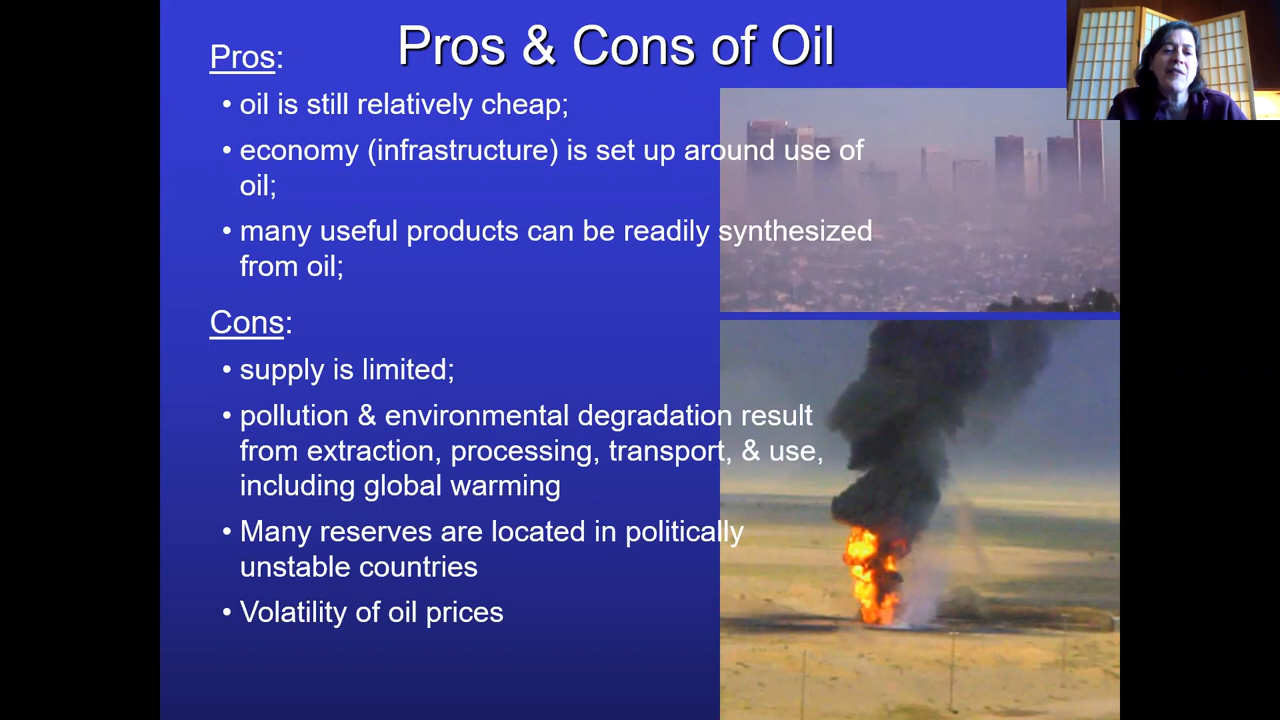 Pros & Cons of Oil
Pros:
• oil is still relatively cheap;
• economy (infrastructure) is set up around use of
oil;
• many useful products can be readily synthesized
from oil;
Cons:
• supply is limited;
• pollution & environmental degradation result
from extraction, processing, transport, & use,
including global warming
• Many reserves are located in politically
unstable countries
• Volatility of oil prices